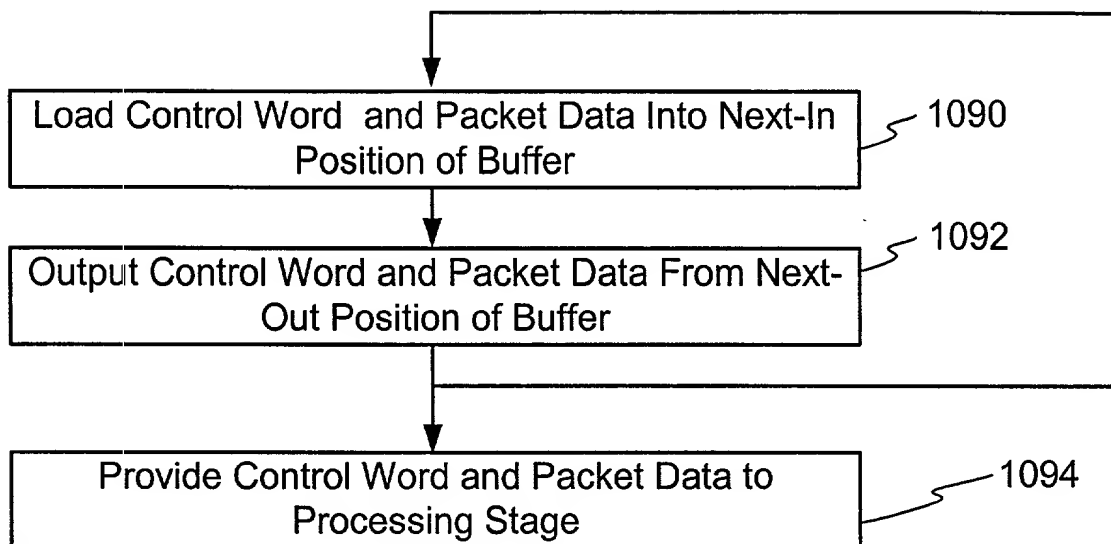 Load Control Word and Packet Data Into Next-In
Position of Buffer
1090
Output Control Word and Packet Data From Next-
Out Position of Buffer
1092
Provide Control Word and Packet Data to
Processing Stage
1094